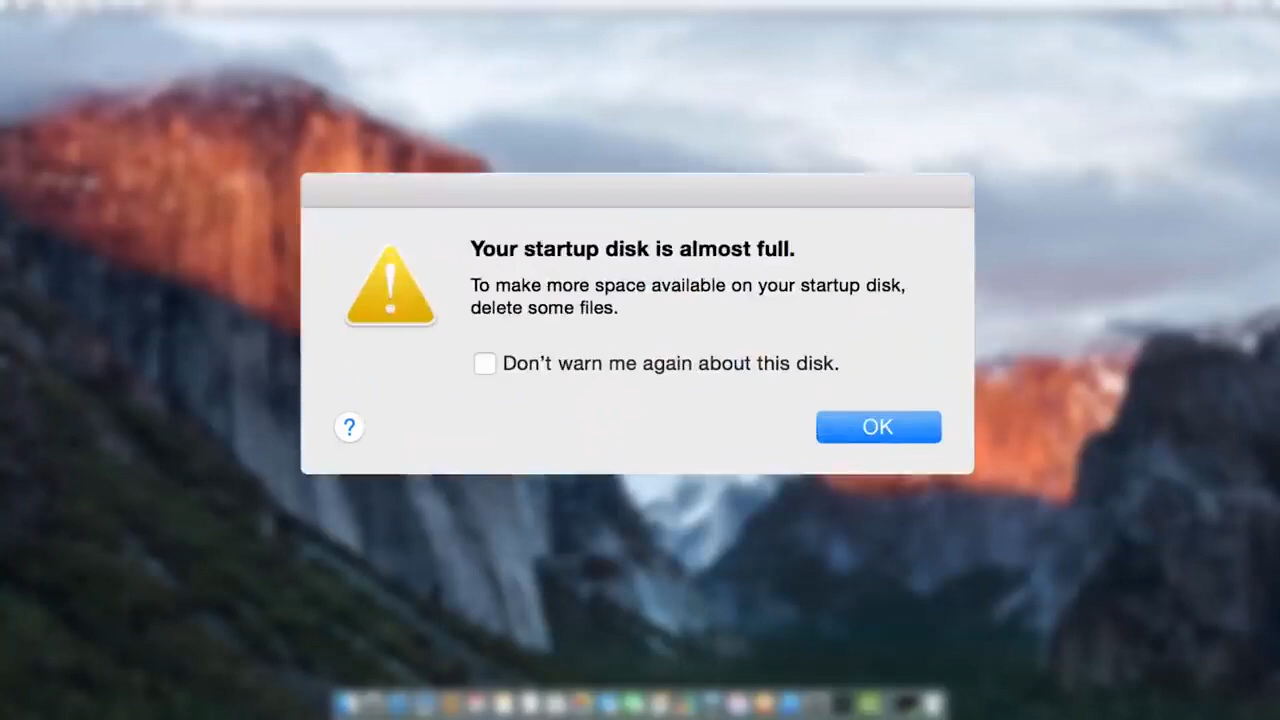 Your startup disk is almost full.
To make more space available on your startup disk,
delete some files.
Don't warn me again about this disk.
?
OK